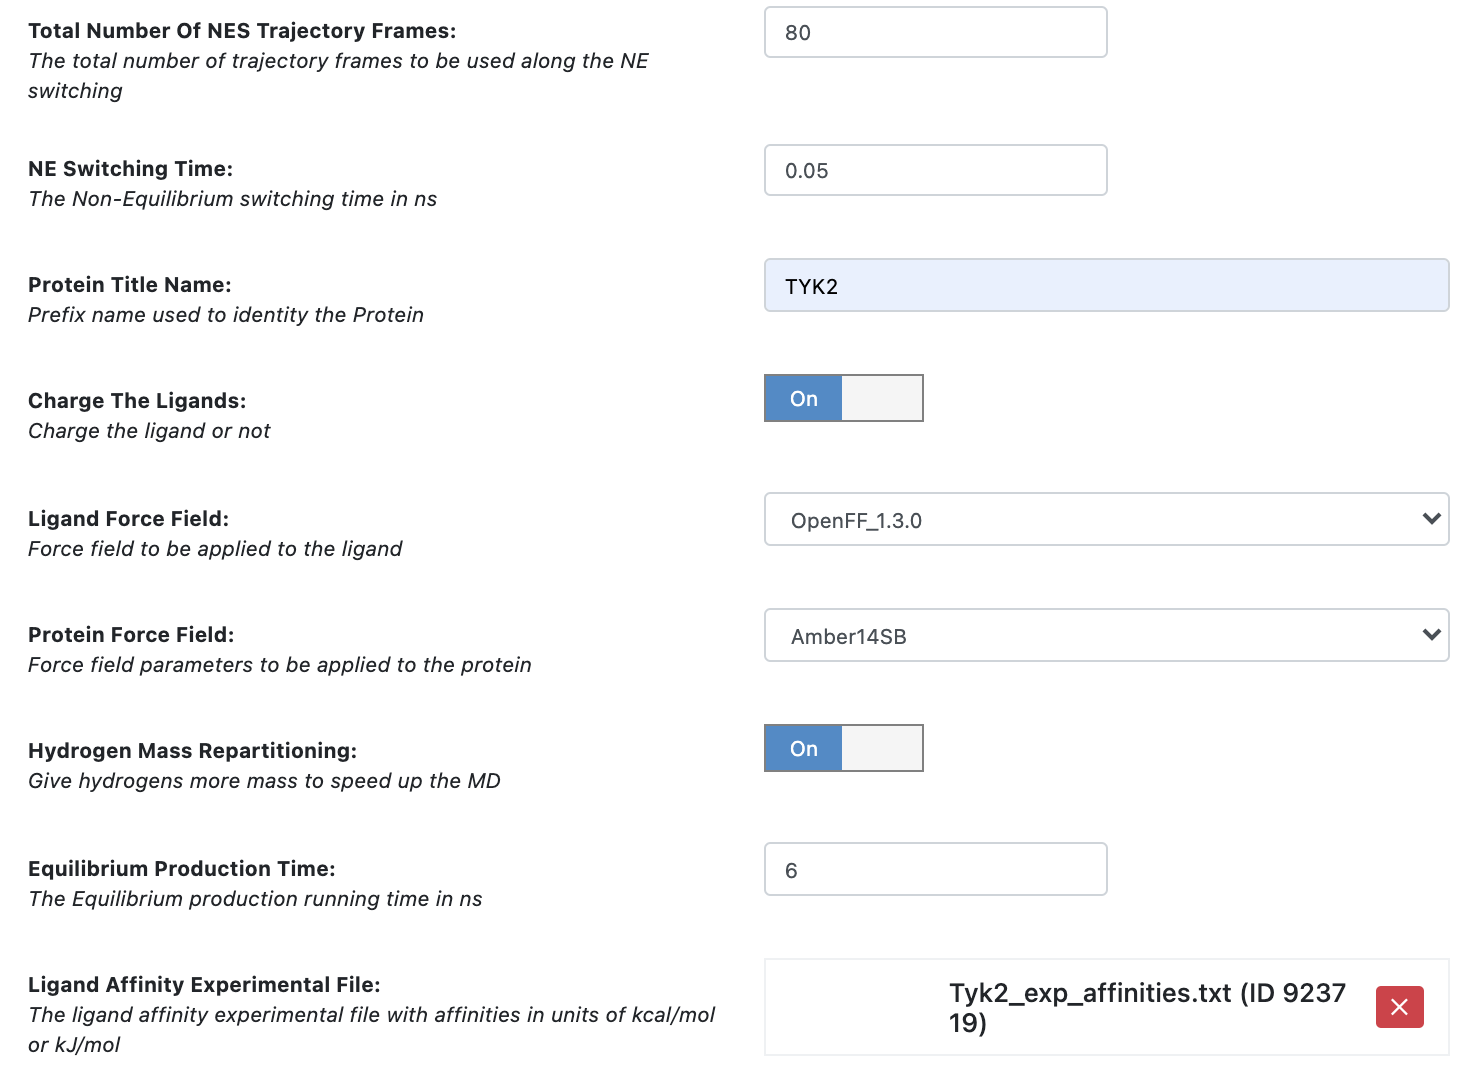 Total Number Of NES Trajectory Frames:
80
The total number of trajectory frames to be used along the NE
switching
NE Switching Time:
0.05
The Non-Equilibrium switching time in ns
Protein Title Name:
TYK2
Prefix name used to identity the Protein
Charge The Ligands:
On
Charge the ligand or not
Ligand Force Field:
OpenFF_1.3.0
Force field to be applied to the ligand
Protein Force Field:
Amber14SB
Force field parameters to be applied to the protein
Hydrogen Mass Repartitioning:
On
Give hydrogens more mass to speed up the MD
Equilibrium Production Time:
6
The Equilibrium production running time in ns
Ligand Affinity Experimental File:
The ligand affinity experimental file with affinities in units of kcal/mol
or kJ/mol
Tyk2_exp_affinities.txt (ID 9237
19)